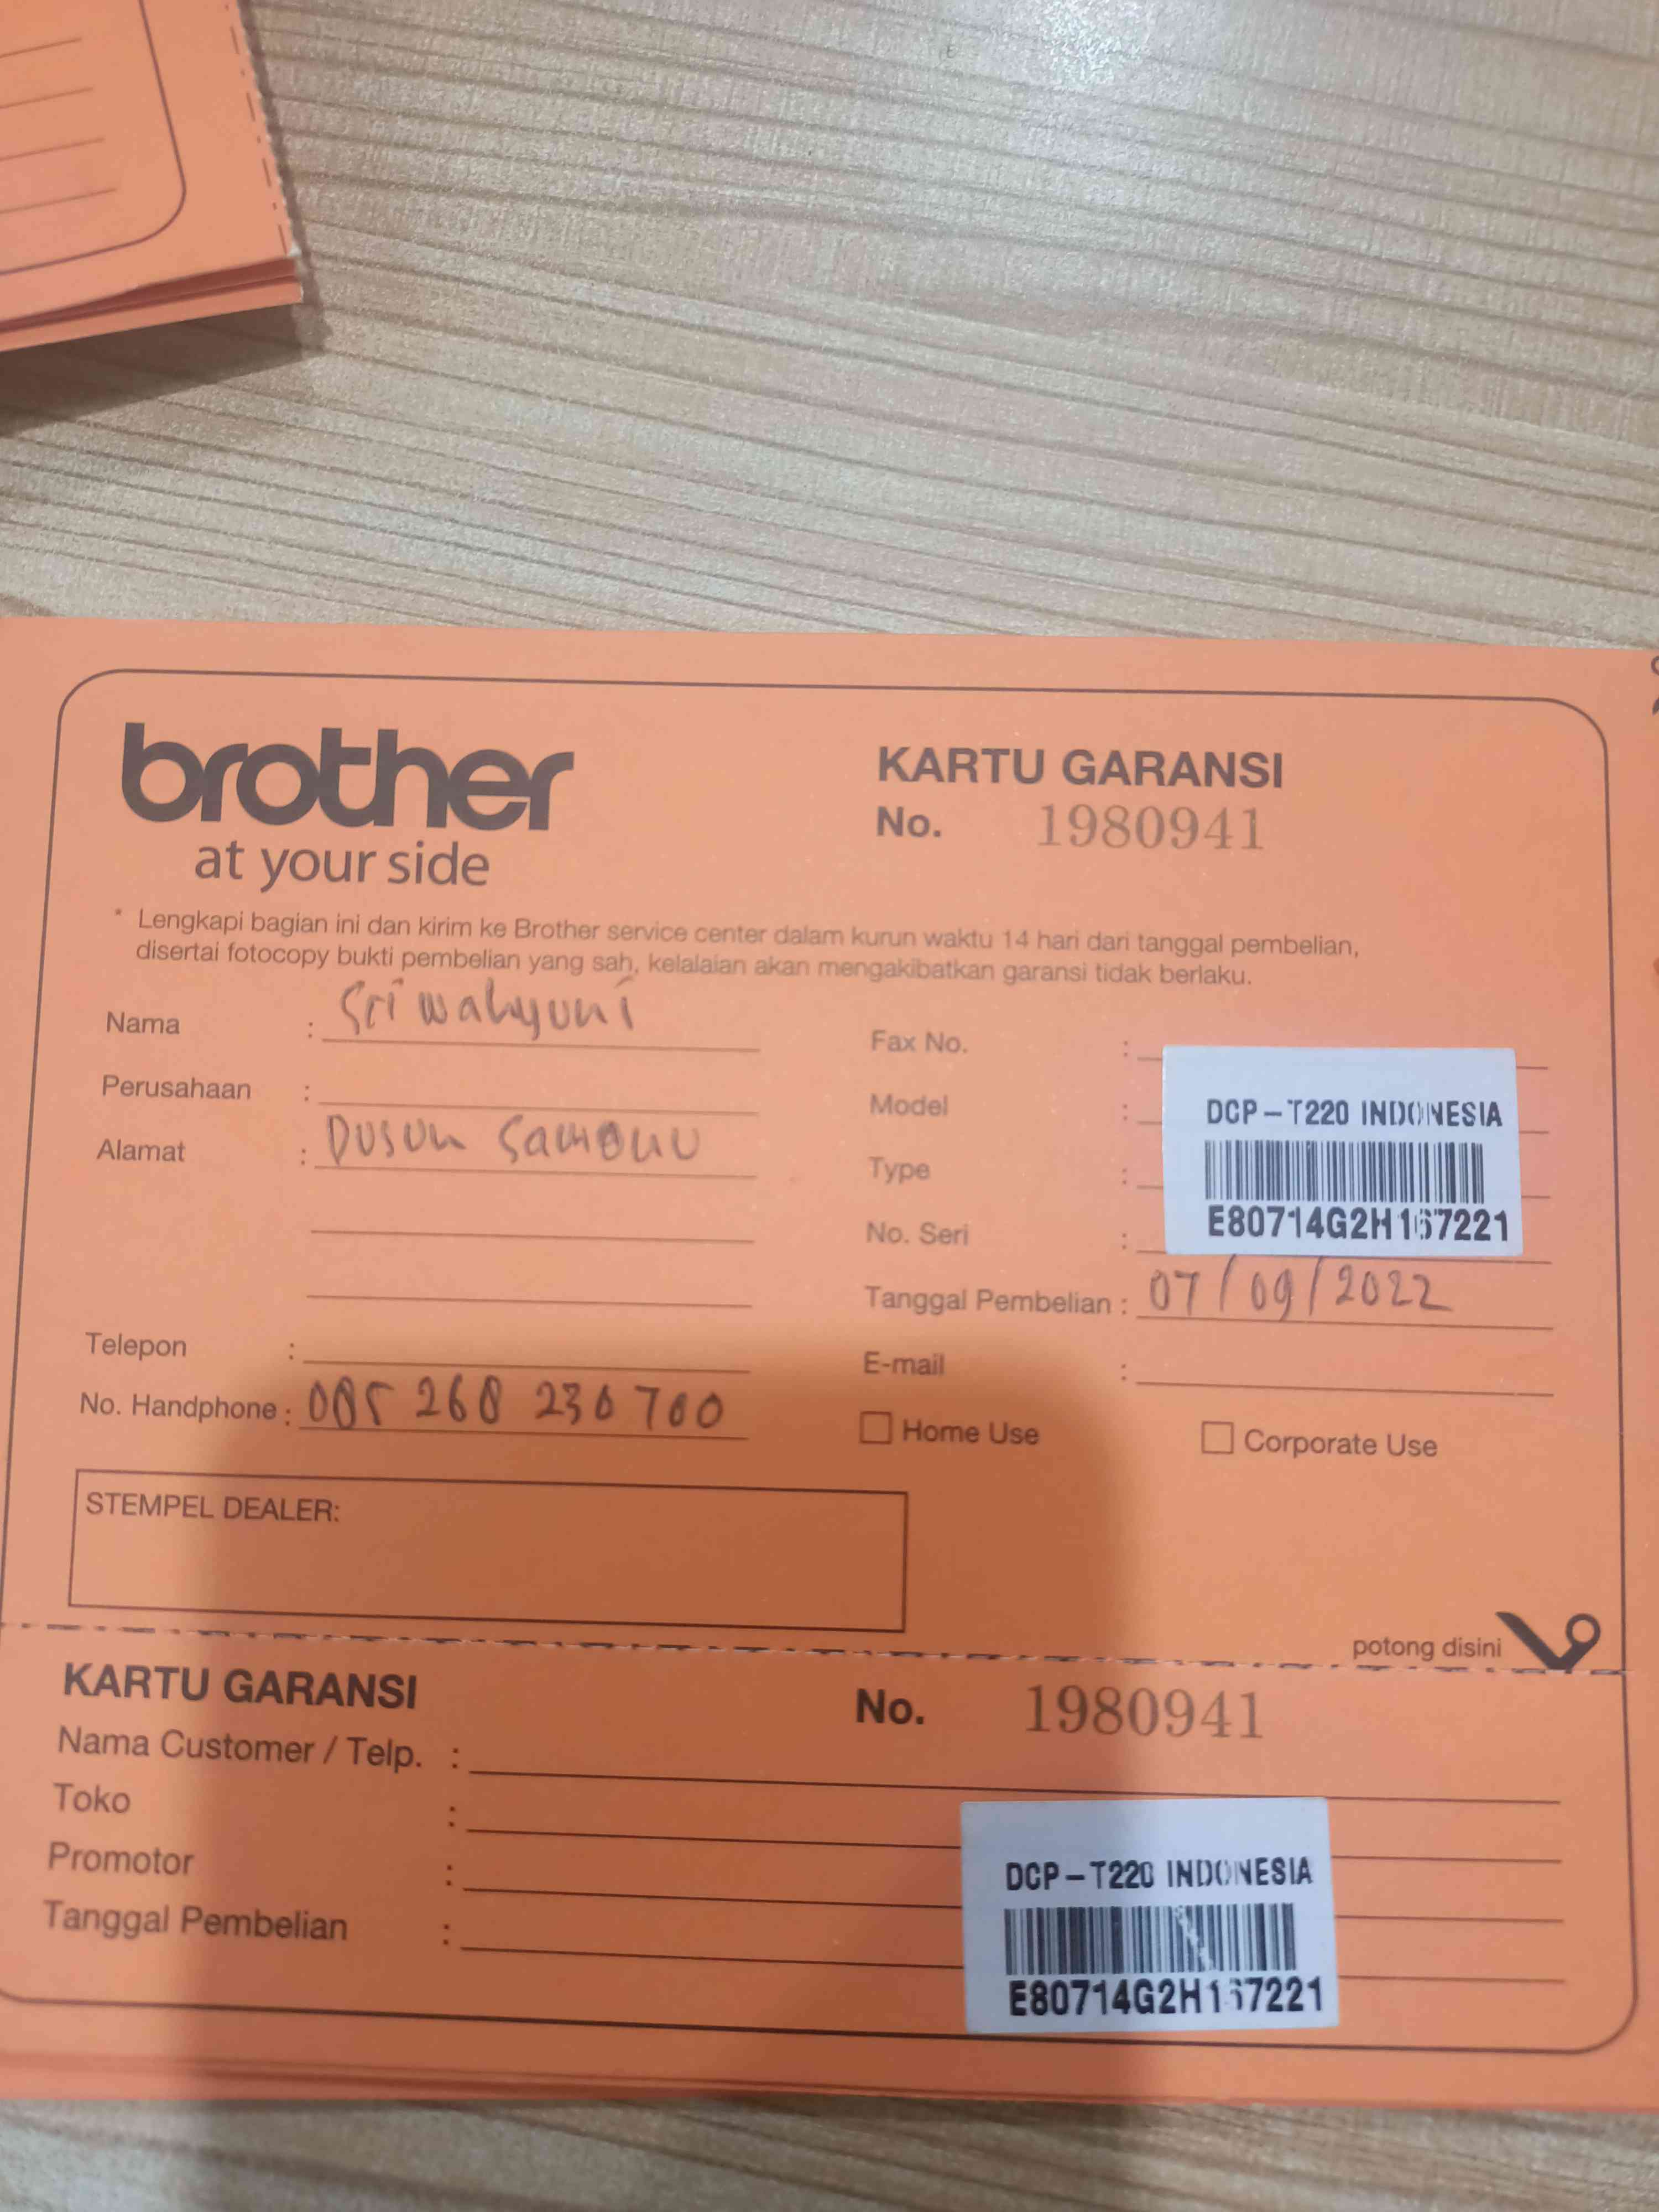 brother
at your side
KARTU GARANSI
No. 1980941
* Lengkapi bagian ini dan kirim ke Brother service center dalam kurun waktu 14 hari dari tanggal pembelian,
disertai fotocopy bukti pembelian yang sah, kelalaian akan mengakibatkan garansi tidak berlaku.
Nama : Sri wahyuni
Perusahaan :
Alamat : Dusun
Telepon :
No. Handphone : 085 268 236 700
Fax No. :
Model :
Type :
No. Seri :
DCP-T220 INDONESIA
E80714G2H167221
Tanggal Pembelian : 07/09/2022
E-mail :
Home Use
Corporate Use
STEMPEL DEALER:
potong disini
KARTU GARANSI
No. 1980941
Nama Customer / Telp. :
Toko :
Promotor :
Tanggal Pembelian :
DCP-T220 INDONESIA
E80714G2H167221